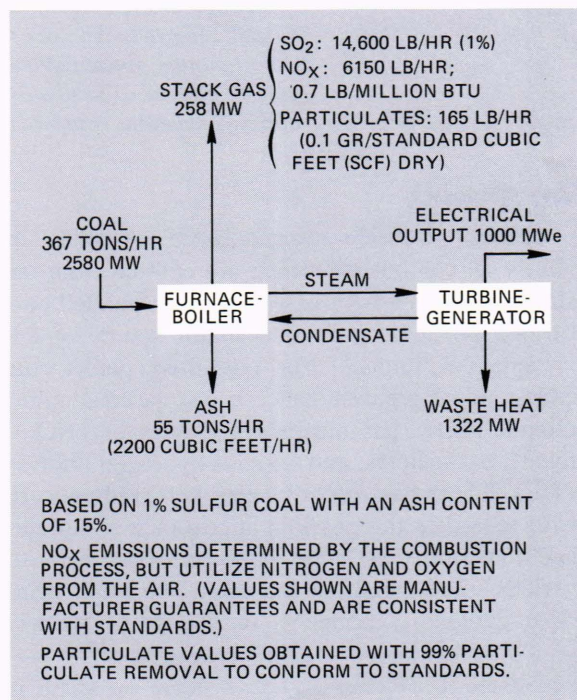 SO2: 14,600 LB/HR (1%)
NOX: 6150 LB/HR;
0.7 LB/MILLION BTU
PARTICULATES: 165 LB/HR
(0.1 GR/STANDARD CUBIC
FEET (SCF) DRY)
STACK GAS
258 MW
COAL
367 TONS/HR
2580 MW
ELECTRICAL
OUTPUT 1000 MWe
FURNACE-
BOILER
STEAM
CONDENSATE
TURBINE-
GENERATOR
ASH
55 TONS/HR
(2200 CUBIC FEET/HR)
WASTE HEAT
1322 MW
BASED ON 1% SULFUR COAL WITH AN ASH CONTENT
OF 15%.
NOX EMISSIONS DETERMINED BY THE COMBUSTION
PROCESS, BUT UTILIZE NITROGEN AND OXYGEN
FROM THE AIR. (VALUES SHOWN ARE MANU-
FACTURER GUARANTEES AND ARE CONSISTENT
WITH STANDARDS.)
PARTICULATE VALUES OBTAINED WITH 99% PARTI-
CULATE REMOVAL TO CONFORM TO STANDARDS.